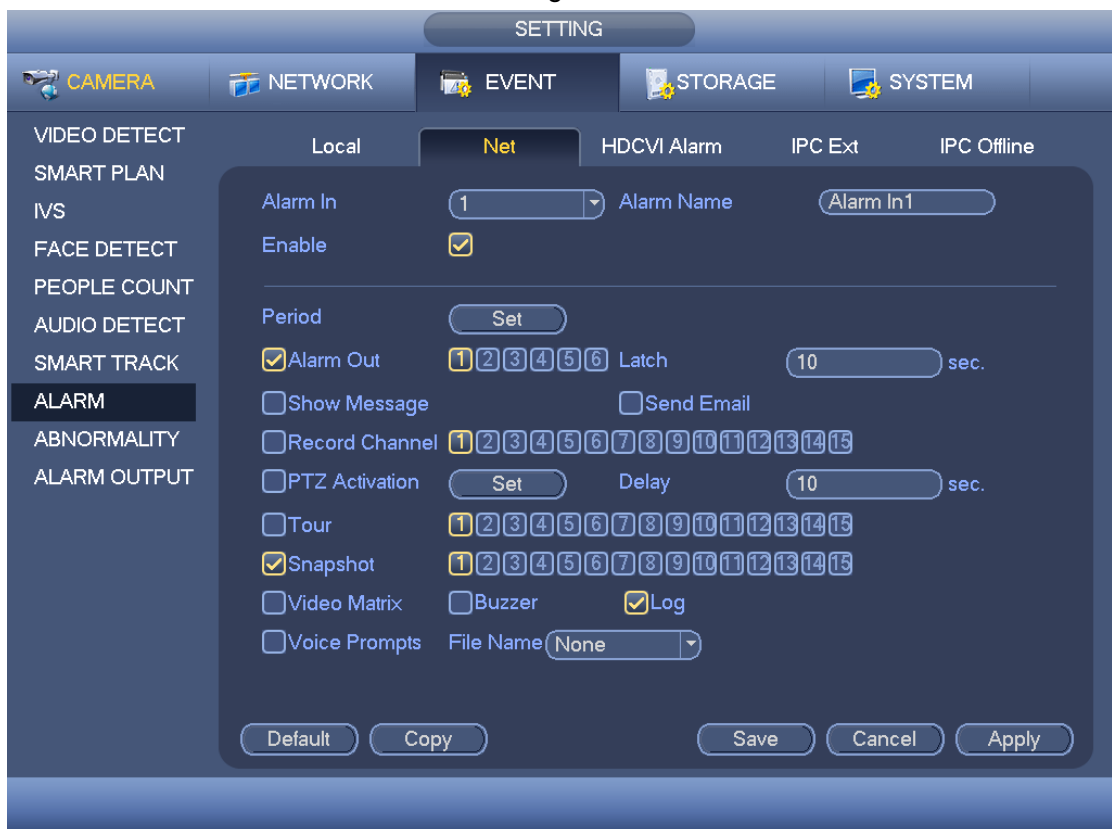 SETTING
CAMERA NETWORK EVENT STORAGE SYSTEM
VIDEO DETECT
SMART PLAN
IVS
FACE DETECT
PEOPLE COUNT
AUDIO DETECT
SMART TRACK
ALARM
ABNORMALITY
ALARM OUTPUT
Local Net HDCVI Alarm IPC Ext IPC Offline
Alarm In 1 Alarm Name Alarm In1
Enable
Period Set
Alarm Out 1 2 3 4 5 6 Latch 10 sec.
Show Message Send Email
Record Channel 1 2 3 4 5 6 7 8 9 10 11 12 13 14 15
PTZ Activation Set Delay 10 sec.
Tour 1 2 3 4 5 6 7 8 9 10 11 12 13 14 15
Snapshot 1 2 3 4 5 6 7 8 9 10 11 12 13 14 15
Video Matrix Buzzer Log
Voice Prompts File Name None
Default Copy Save Cancel Apply